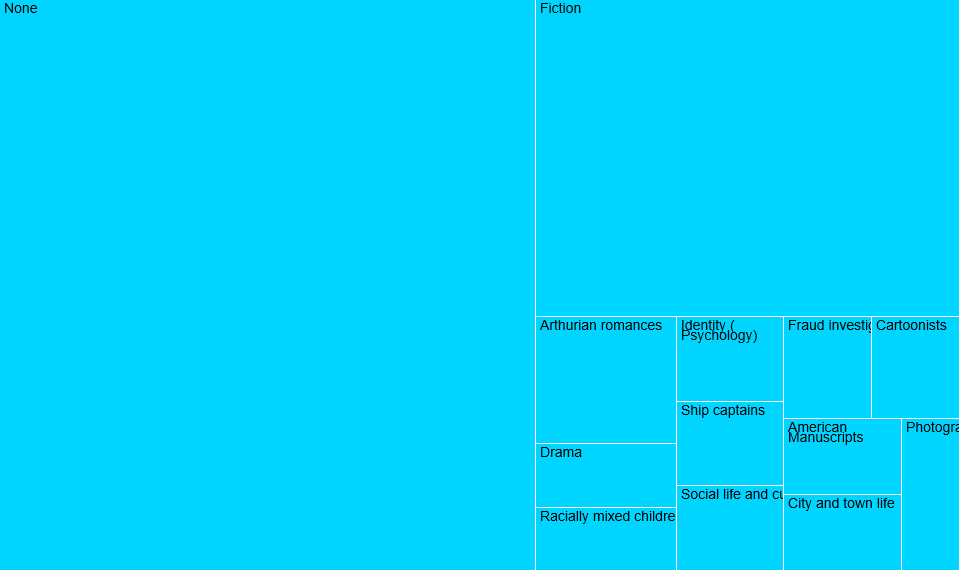 None
Fiction
Arthurian romances
Identity (
Psychology)
Fraud investig
Cartoonists
Ship captains
American
Manuscripts
Photogra
Drama
Social life and cu
City and town life
Racially mixed childre